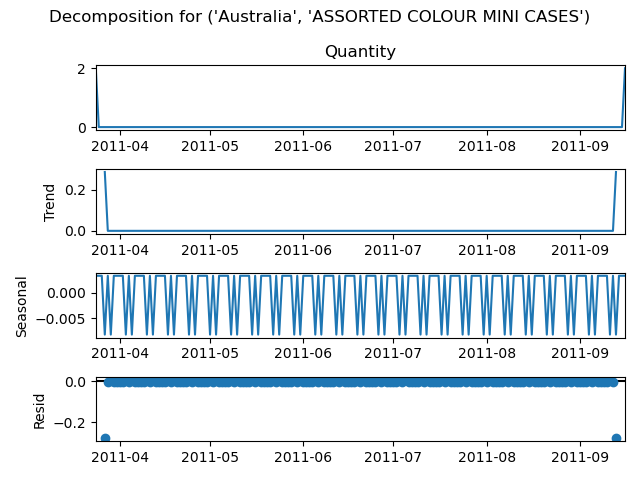 Decomposition for ('Australia', 'ASSORTED COLOUR MINI CASES')
Quantity
2
0
2011-04 2011-05 2011-06 2011-07 2011-08 2011-09
Trend
0.2
0.0
2011-04 2011-05 2011-06 2011-07 2011-08 2011-09
Seasonal
0.000
−0.005
2011-04 2011-05 2011-06 2011-07 2011-08 2011-09
Resid
0.0
−0.2
2011-04 2011-05 2011-06 2011-07 2011-08 2011-09